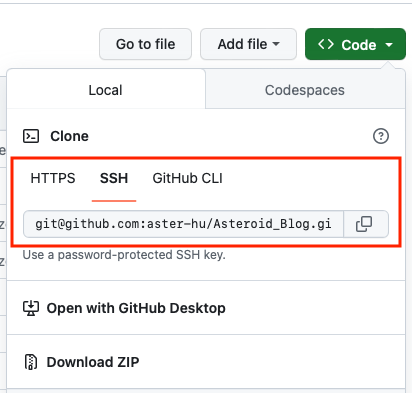 Go to file Add file <> Code
Local Codespaces
Clone
HTTPS SSH GitHub CLI
git@github.com:aster-hu/Asteroid_Blog.gi
Use a password-protected SSH key.
Open with GitHub Desktop
Download ZIP